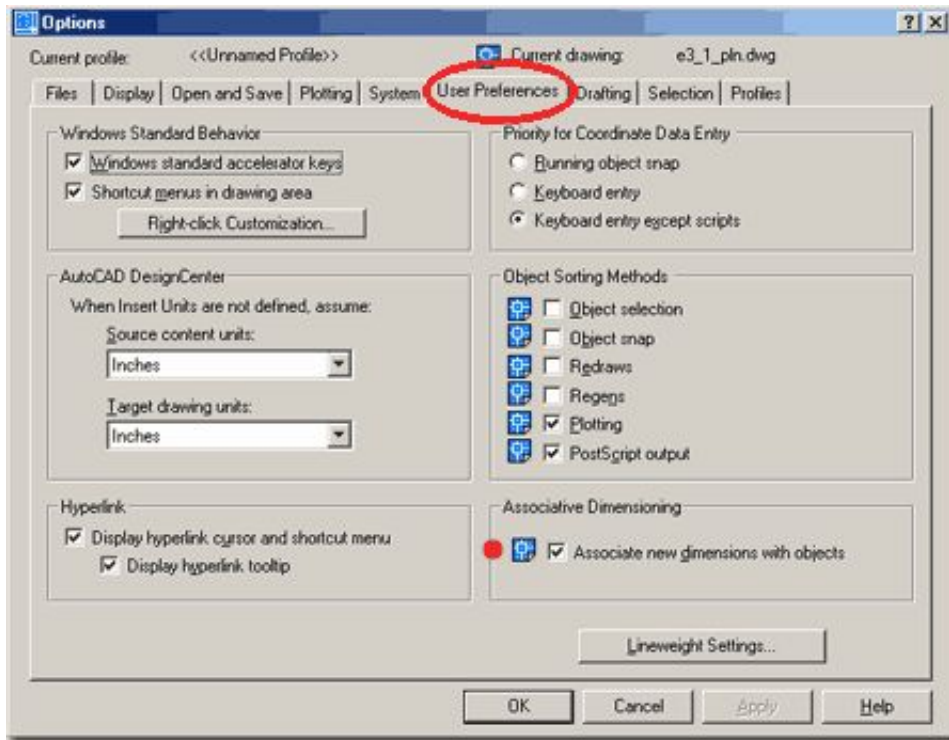 Options
Current profile: <<Unnamed Profile>> Current drawing: e3_1_pln.dwg
Files Display Open and Save Plotting System User Preferences Drafting Selection Profiles
Windows Standard Behavior
Windows standard accelerator keys
Shortcut menus in drawing area
Right-click Customization...
AutoCAD DesignCenter
When Insert Units are not defined, assume:
Source content units:
Inches
Target drawing units:
Inches
Hyperlink
Display hyperlink cursor and shortcut menu
Display hyperlink tooltip
Priority for Coordinate Data Entry
Running object snap
Keyboard entry
Keyboard entry except scripts
Object Sorting Methods
Object selection
Object snap
Redraws
Regens
Plotting
PostScript output
Associative Dimensioning
Associate new dimensions with objects
Lineweight Settings...
OK Cancel Apply Help